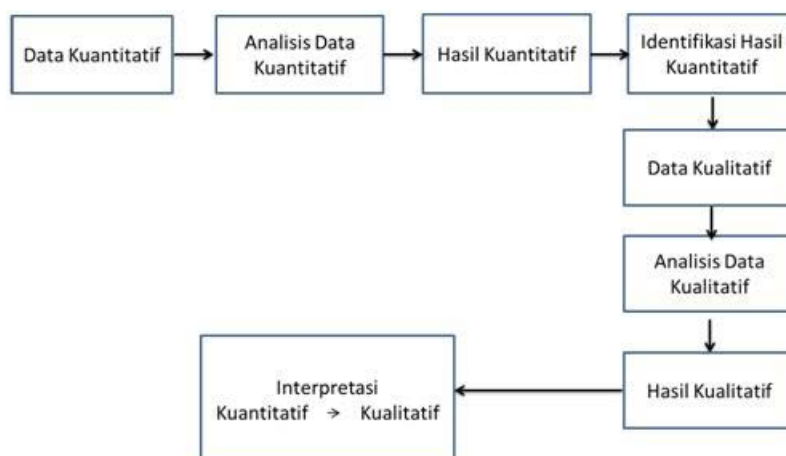 Data Kuantitatif
Analisis Data
Kuantitatif
Hasil Kuantitatif
Identifikasi Hasil
Kuantitatif
Data Kualitatif
Analisis Data
Kualitatif
Hasil Kualitatif
Interpretasi
Kuantitatif → Kualitatif